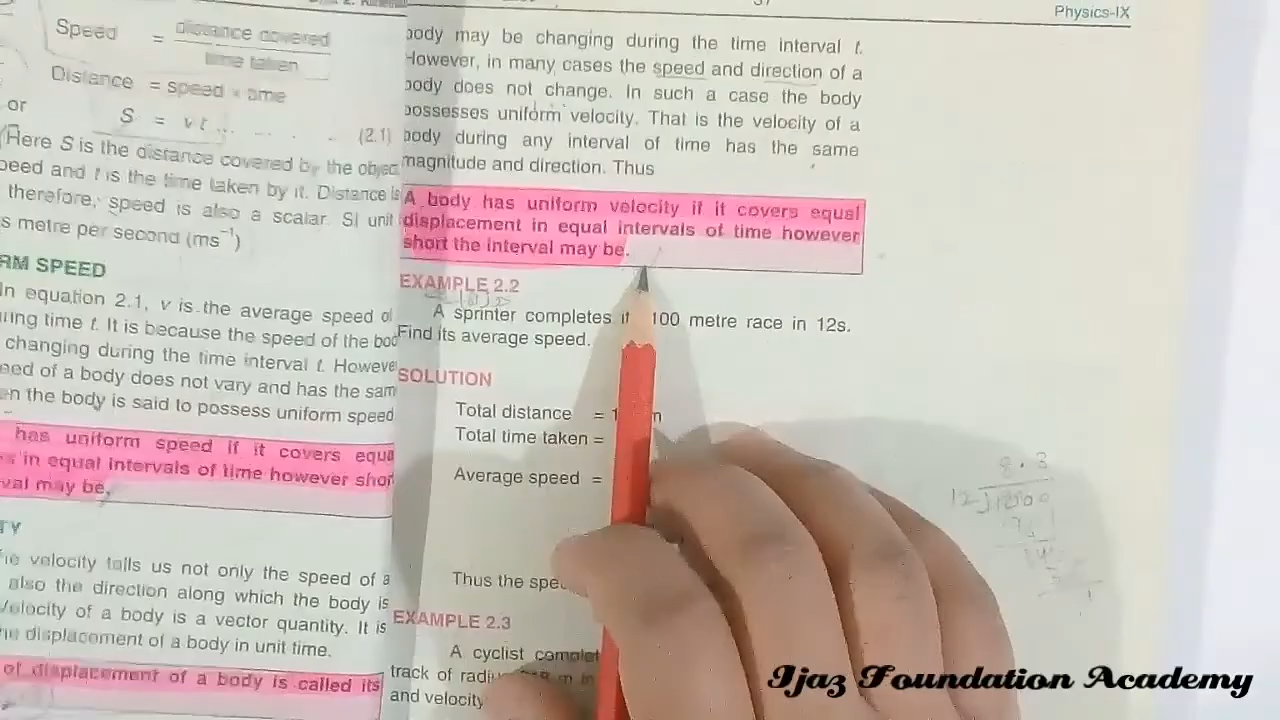 Physics-IX
Speed = distance covered
time taken
Distance = speed × time
or
S = v t ... . . . . . (2.1)
Here S is the distance covered by the objec
peed and t is the time taken by it. Distance is
therefore, speed is also a scalar. SI unit
s metre per second (ms⁻¹)
RM SPEED
In equation 2.1, v is the average speed of
uring time t. It is because the speed of the bod
changing during the time interval t. Howeve
eed of a body does not vary and has the sam
en the body is said to possess uniform speed
has uniform speed if it covers equa
s in equal intervals of time however shor
val may be.
TY
he velocity tells us not only the speed of a
also the direction along which the body is
Velocity of a body is a vector quantity. It is
he displacement of a body in unit time.
of displacement of a body is called its
body may be changing during the time interval t.
However, in many cases the speed and direction of a
body does not change. In such a case the body
possesses uniform velocity. That is the velocity of a
body during any interval of time has the same
magnitude and direction. Thus
A body has uniform velocity if it covers equal
displacement in equal intervals of time however
short the interval may be.
EXAMPLE 2.2
A sprinter completes it 100 metre race in 12s.
Find its average speed.
SOLUTION
Total distance =
Total time taken =
Average speed =
Thus the spe
EXAMPLE 2.3
A cyclist complet
track of radi
and velocity
8.3
Ijaz Foundation Academy